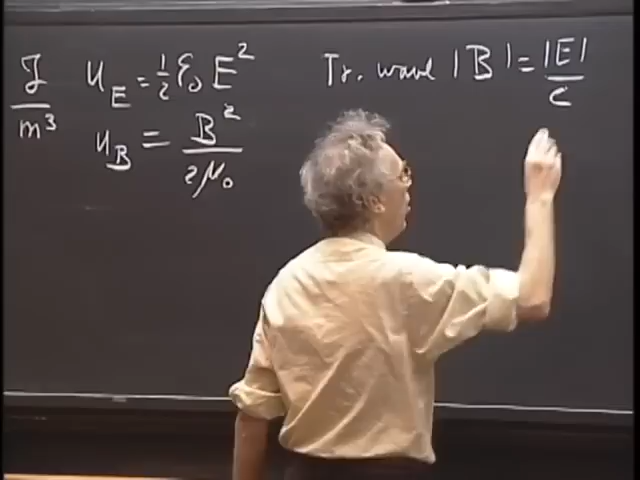 J/m³ u_E = ½ ε₀ E²
u_B = B²/2μ₀
Tr. wave |B| = |E|/c